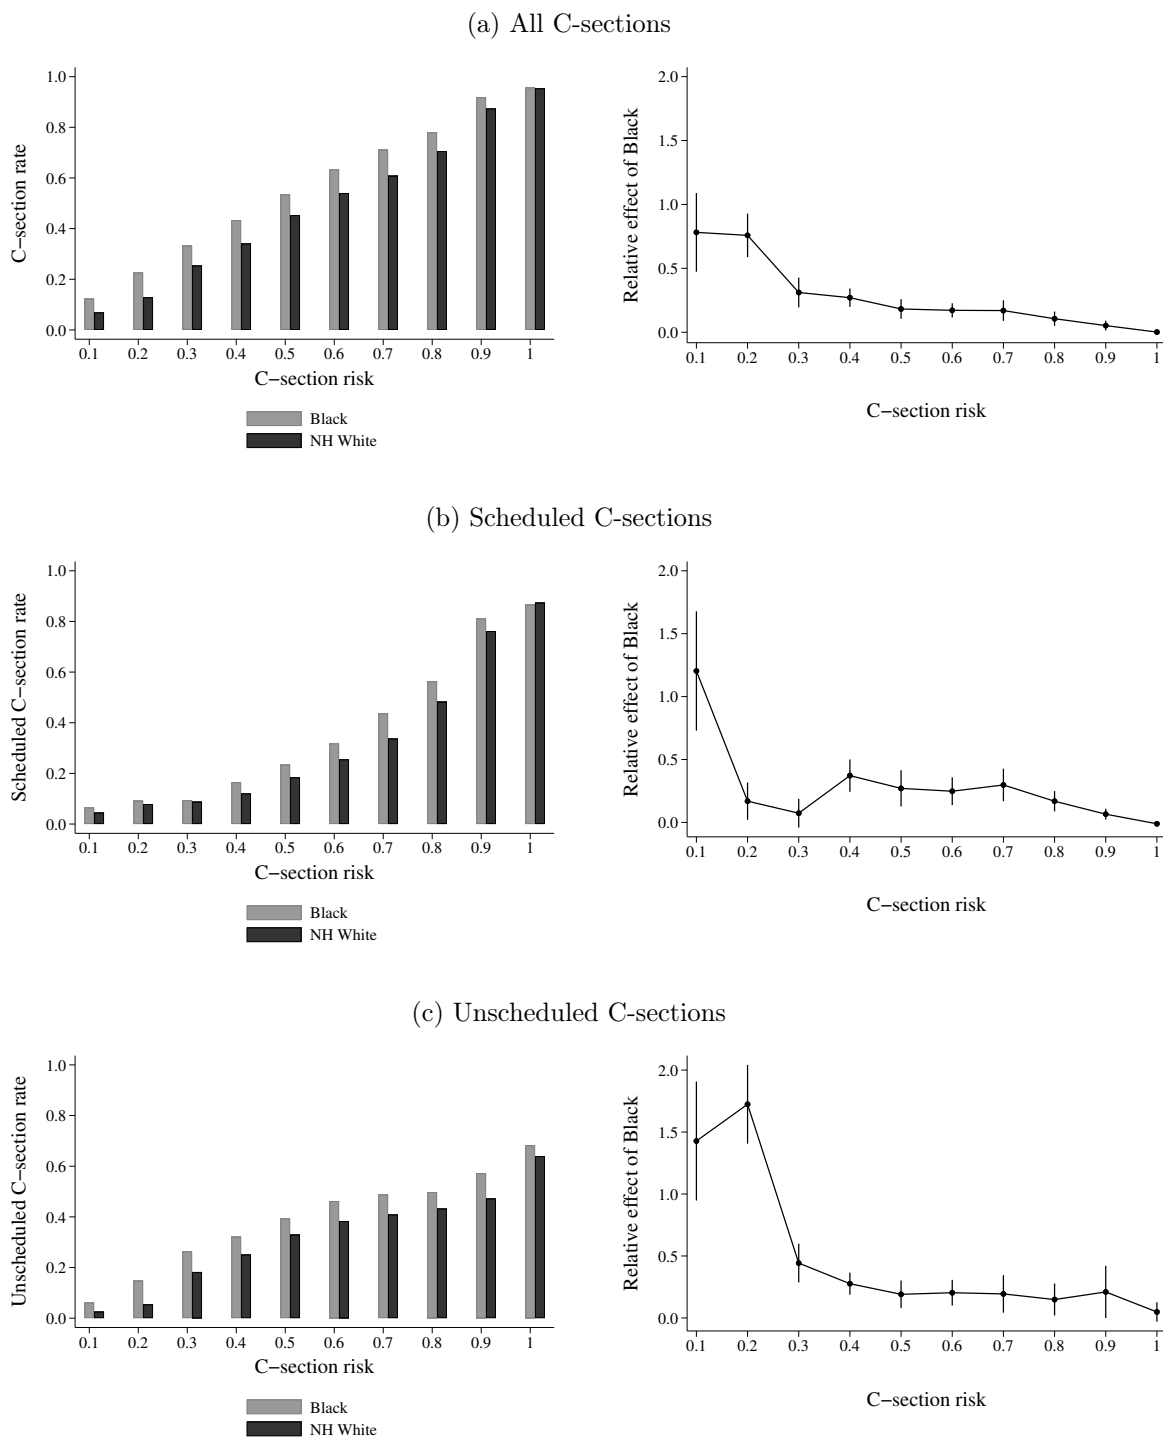 (a) All C-sections
C-section rate
1.0
0.8
0.6
0.4
0.2
0.0
0.1 0.2 0.3 0.4 0.5 0.6 0.7 0.8 0.9 1
C−section risk
Black
NH White
Relative effect of Black
2.0
1.5
1.0
0.5
0.0
0.1 0.2 0.3 0.4 0.5 0.6 0.7 0.8 0.9 1
C−section risk
(b) Scheduled C-sections
Scheduled C−section rate
1.0
0.8
0.6
0.4
0.2
0.0
0.1 0.2 0.3 0.4 0.5 0.6 0.7 0.8 0.9 1
C−section risk
Black
NH White
Relative effect of Black
2.0
1.5
1.0
0.5
0.0
0.1 0.2 0.3 0.4 0.5 0.6 0.7 0.8 0.9 1
C−section risk
(c) Unscheduled C-sections
Unscheduled C−section rate
1.0
0.8
0.6
0.4
0.2
0.0
0.1 0.2 0.3 0.4 0.5 0.6 0.7 0.8 0.9 1
C−section risk
Black
NH White
Relative effect of Black
2.0
1.5
1.0
0.5
0.0
0.1 0.2 0.3 0.4 0.5 0.6 0.7 0.8 0.9 1
C−section risk